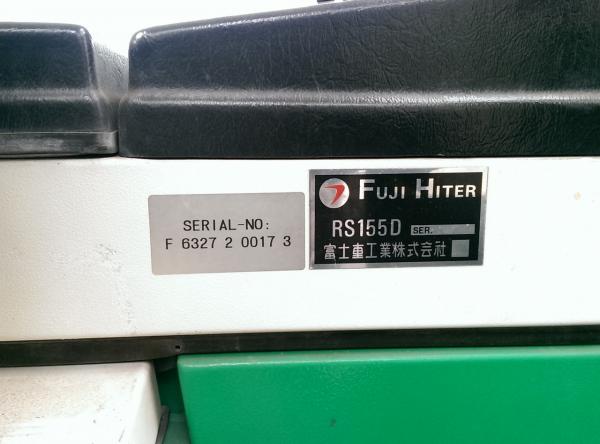 SERIAL-NO:
F 6327 2 0017 3
FUJI HITER
RS155D SER.
富士重工業株式会社